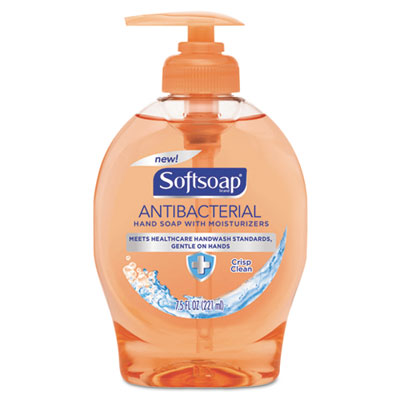 new!
Softsoap®
brand
ANTIBACTERIAL
HAND SOAP WITH MOISTURIZERS
MEETS HEALTHCARE HANDWASH STANDARDS,
GENTLE ON HANDS
Crisp
Clean
7.5 FL OZ (221 ml)